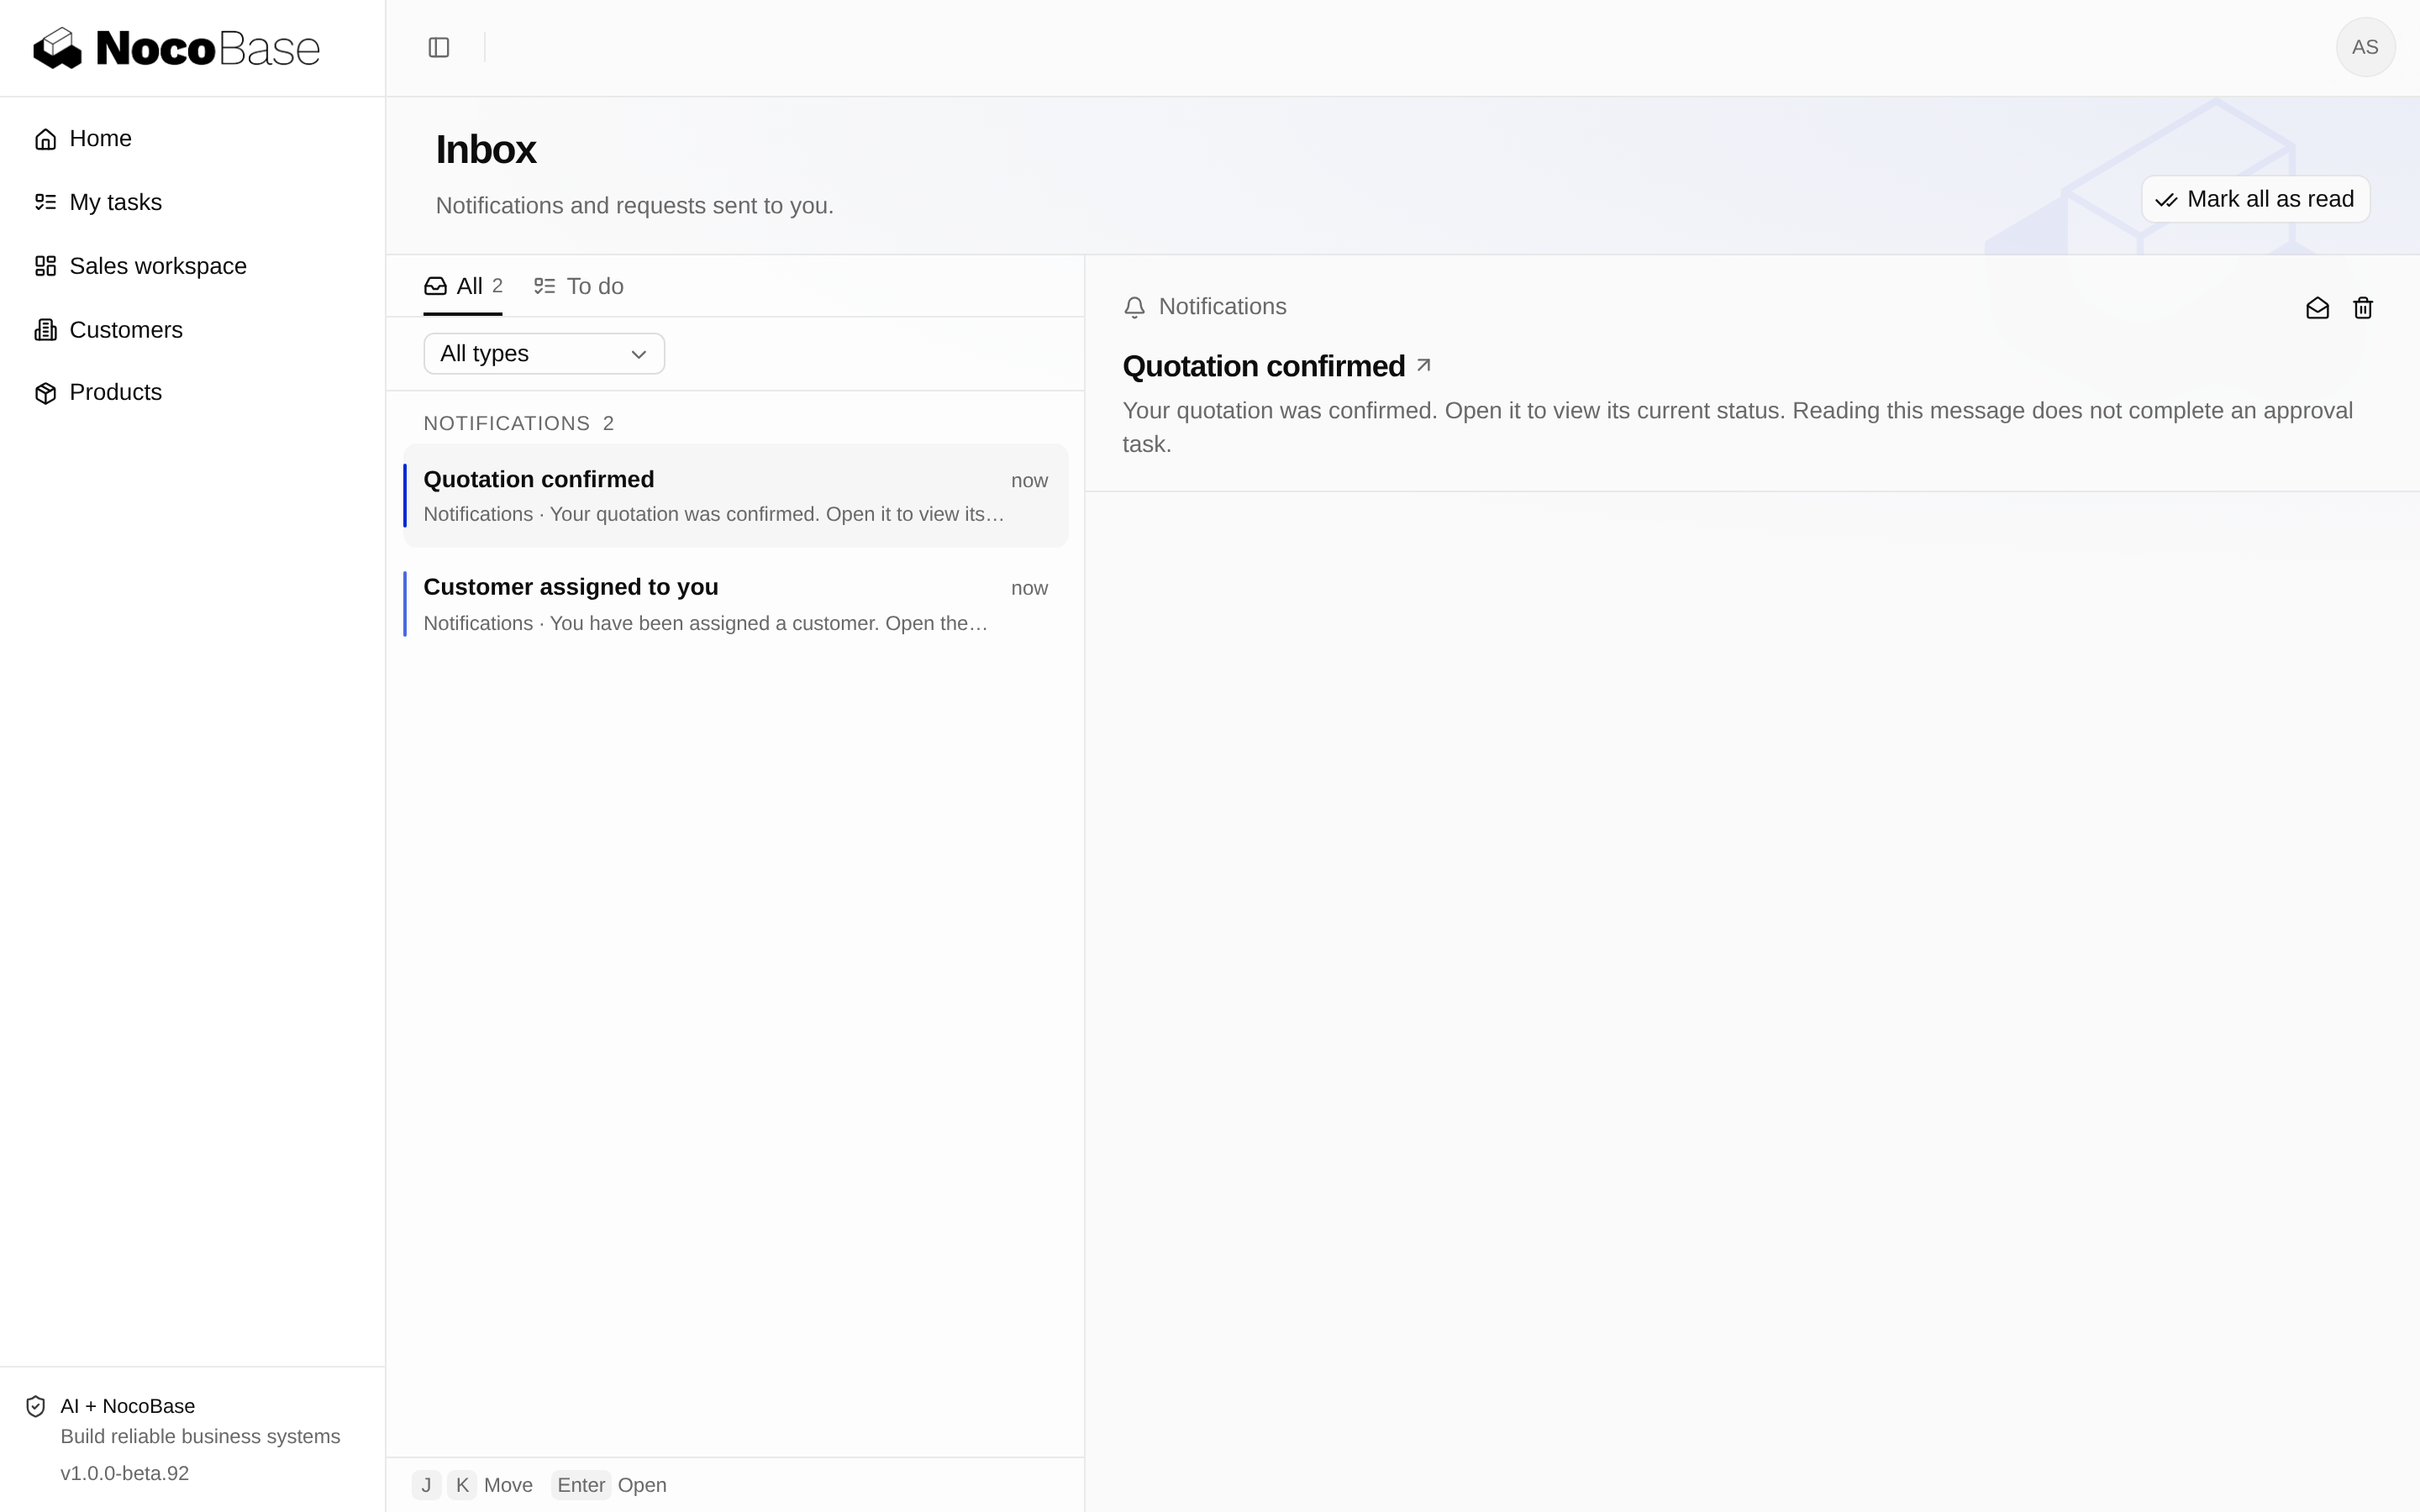 NocoBase
AS
Home
My tasks
Sales workspace
Customers
Products
Inbox
Notifications and requests sent to you.
Mark all as read
All 2
To do
All types
NOTIFICATIONS 2
Quotation confirmed
now
Notifications · Your quotation was confirmed. Open it to view its…
Customer assigned to you
now
Notifications · You have been assigned a customer. Open the…
Notifications
Quotation confirmed
Your quotation was confirmed. Open it to view its current status. Reading this message does not complete an approval
task.
AI + NocoBase
Build reliable business systems
v1.0.0-beta.92
J K Move Enter Open